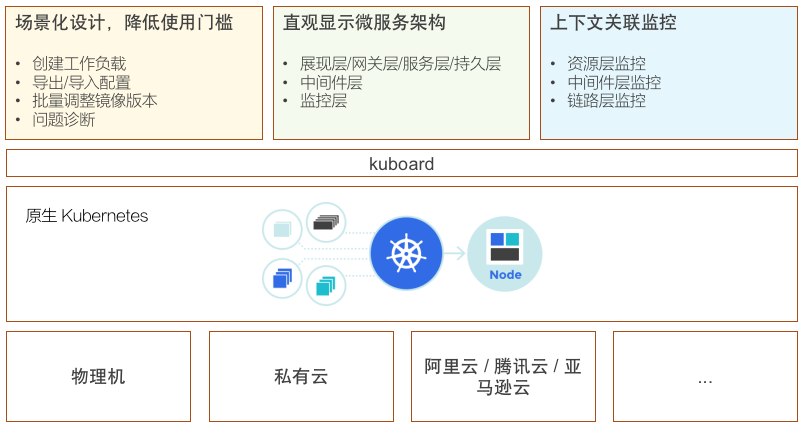 场景化设计，降低使用门槛
• 创建工作负载
• 导出/导入配置
• 批量调整镜像版本
• 问题诊断
直观显示微服务架构
• 展现层/网关层/服务层/持久层
• 中间件层
• 监控层
上下文关联监控
• 资源层监控
• 中间件层监控
• 链路层监控
kuboard
原生 Kubernetes
Node
物理机
私有云
阿里云 / 腾讯云 / 亚
马逊云
...